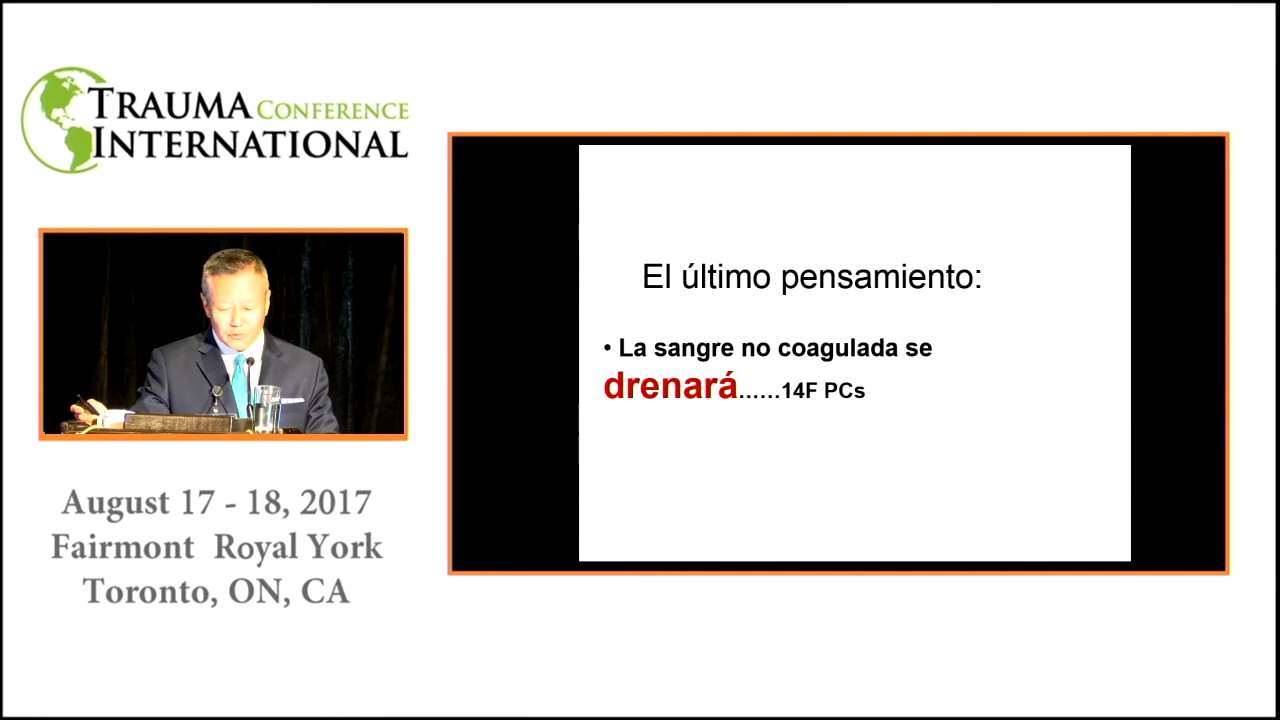 TRAUMA CONFERENCE
INTERNATIONAL
August 17 - 18, 2017
Fairmont Royal York
Toronto, ON, CA
El último pensamiento:
• La sangre no coagulada se
drenará......14F PCs